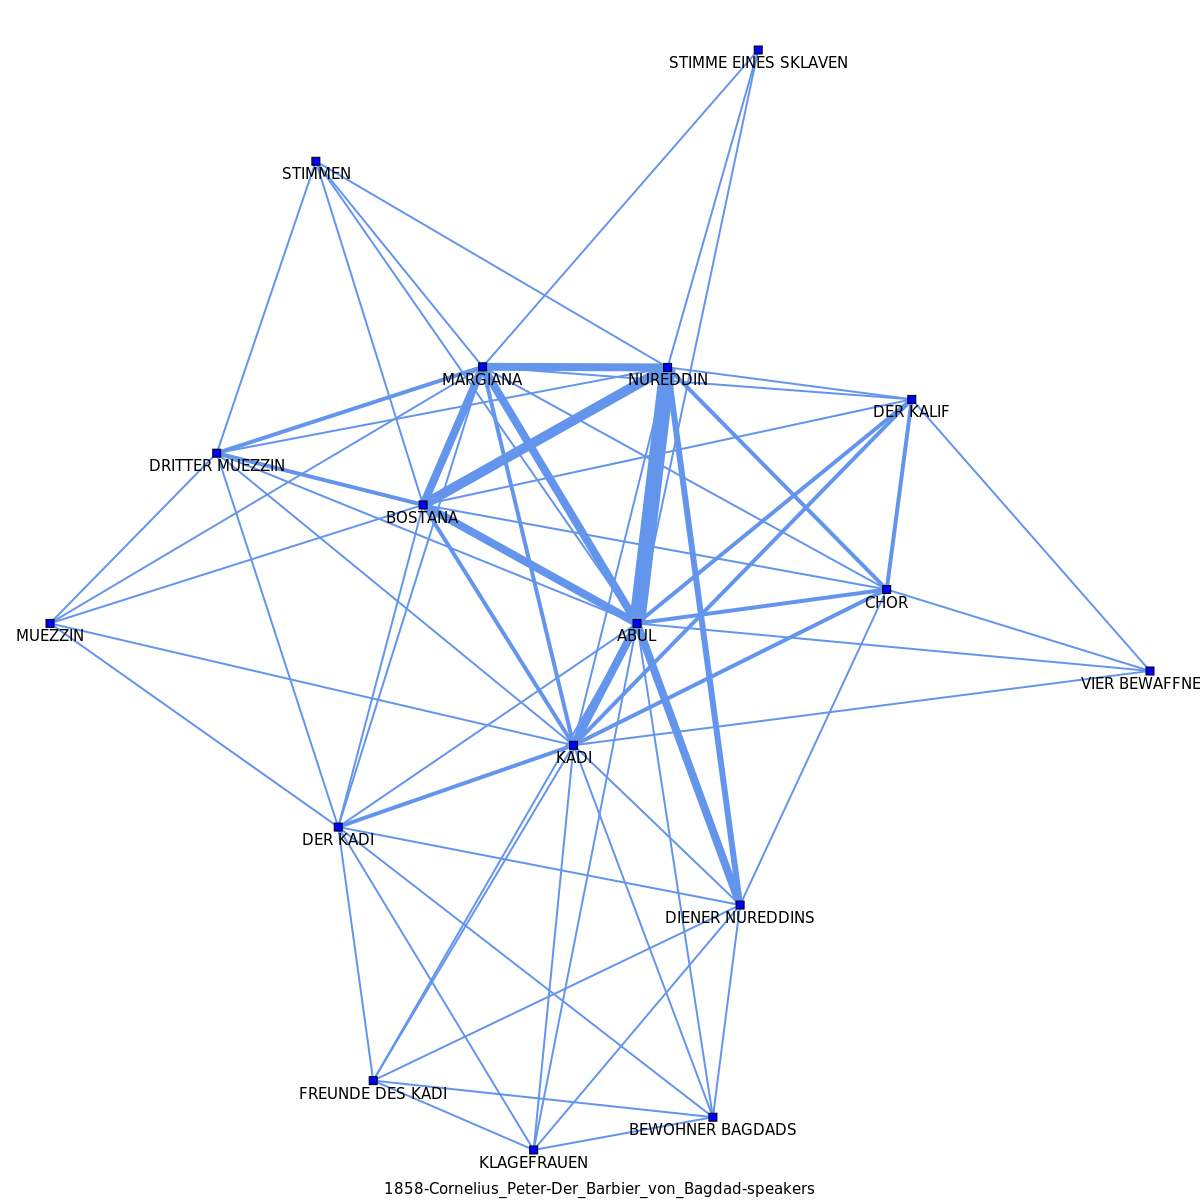 STIMME EINES SKLAVEN
STIMMEN
MARGIANA
NUREDDIN
DER KALIF
DRITTER MUEZZIN
BOSTANA
CHOR
MUEZZIN
ABUL
VIER BEWAFFNE
KADI
DER KADI
DIENER NUREDDINS
FREUNDE DES KADI
BEWOHNER BAGDADS
KLAGEFRAUEN
1858-Cornelius_Peter-Der_Barbier_von_Bagdad-speakers